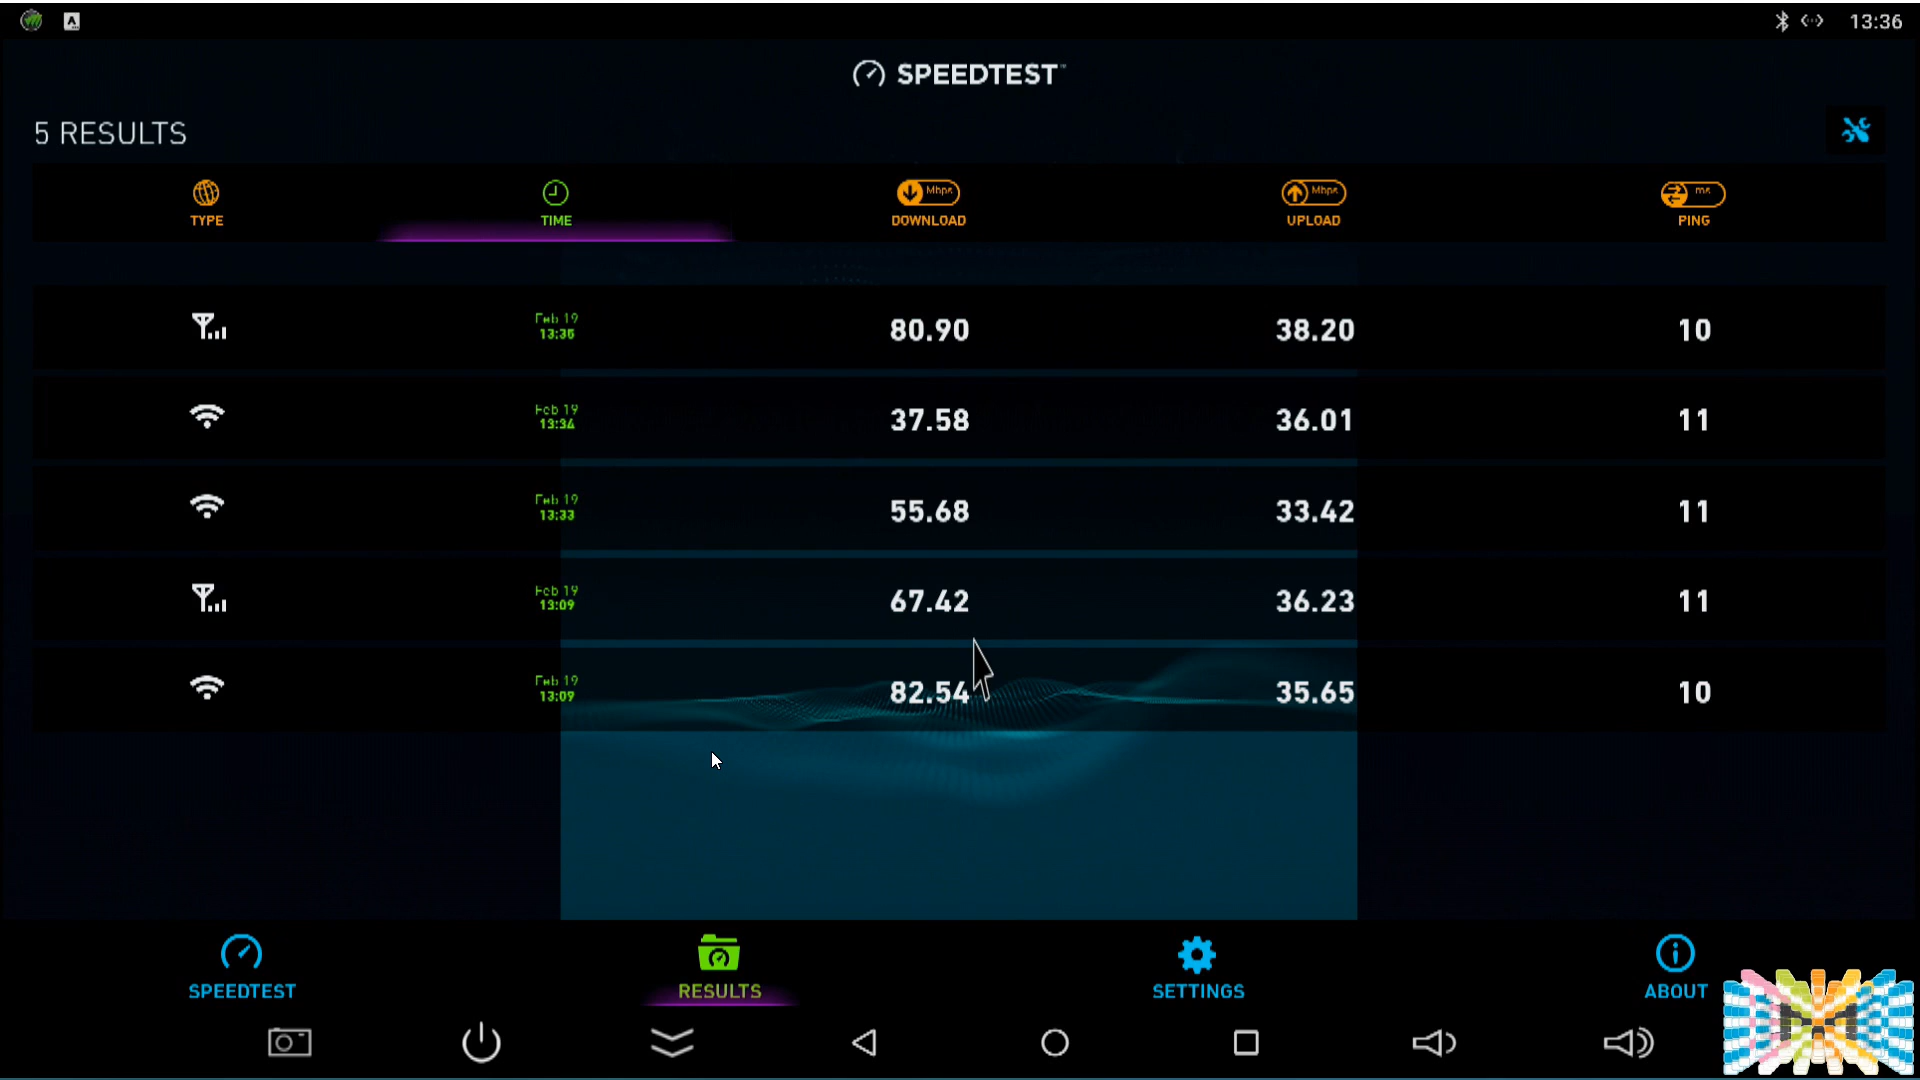 13:36
SPEEDTEST™
5 RESULTS
TYPE
TIME
Mbps
DOWNLOAD
Mbps
UPLOAD
ms
PING
Feb 19
13:35
80.90
38.20
10
Feb 19
13:34
37.58
36.01
11
Feb 19
13:33
55.68
33.42
11
Feb 19
13:09
67.42
36.23
11
Feb 19
13:09
82.54
35.65
10
SPEEDTEST
RESULTS
SETTINGS
ABOUT